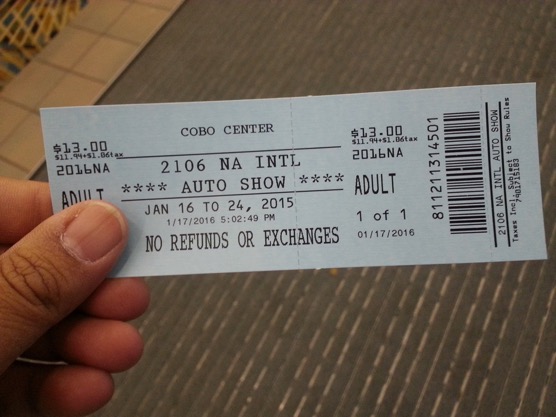 $13.00
$11.94+$1.06tax
2016NA
ADULT
COBO CENTER
2106 NA INTL
**** AUTO SHOW ****
JAN 16 TO 24, 2015
1/17/2016 5:02:49 PM
NO REFUNDS OR EXCHANGES
$13.00
$11.94+$1.06tax
2016NA
ADULT
1 of 1
01/17/2016
811211314501
2106 NA INTL AUTO SHOW
Taxes Incl Subject to Show Rules